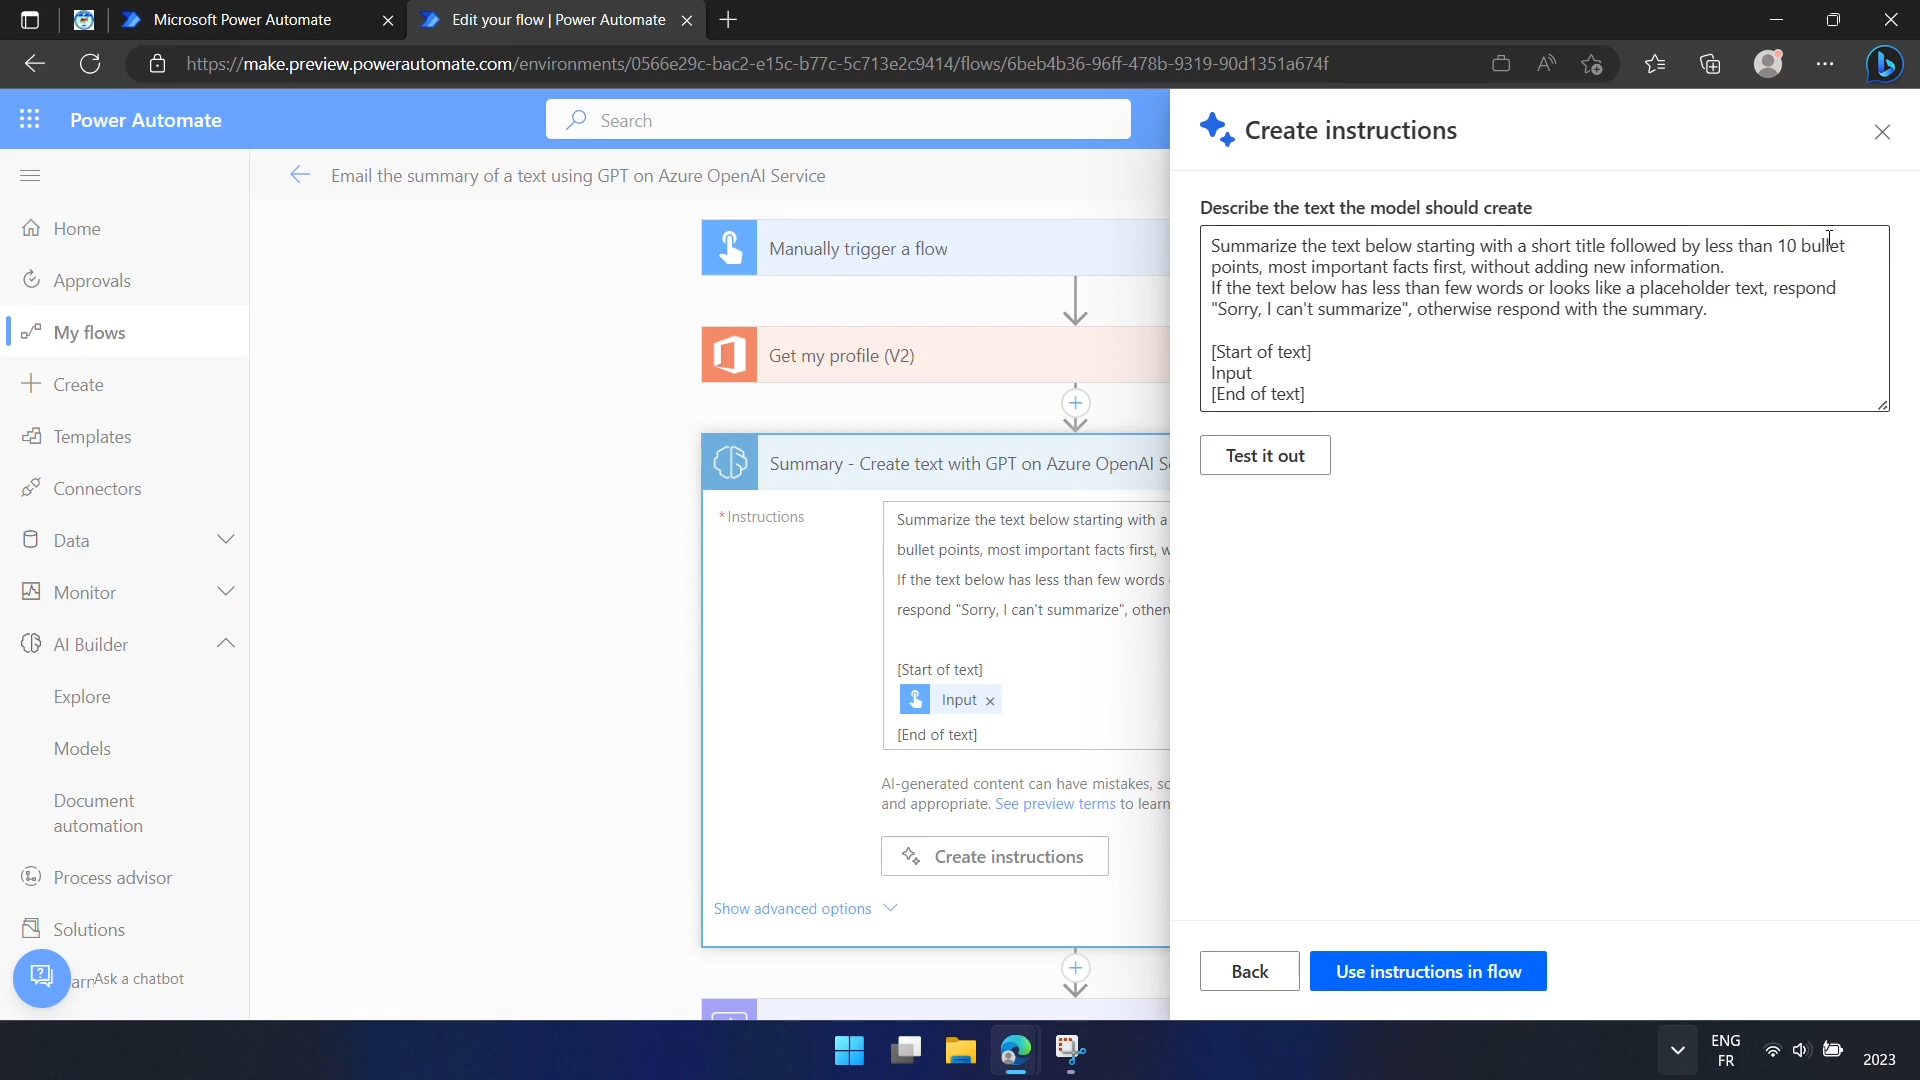 Microsoft Power Automate
Edit your flow | Power Automate
https://make.preview.powerautomate.com/environments/0566e29c-bac2-e15c-b77c-5c713e2c9414/flows/6beb4b36-96ff-478b-9319-90d1351a674f
Power Automate
Search
Email the summary of a text using GPT on Azure OpenAI Service
Home
Approvals
My flows
Create
Templates
Connectors
Data
Monitor
AI Builder
Explore
Models
Document
automation
Process advisor
Solutions
Ask a chatbot
Manually trigger a flow
Get my profile (V2)
Summary - Create text with GPT on Azure OpenAI Se
* Instructions
Summarize the text below starting with a
bullet points, most important facts first, w
If the text below has less than few words
respond "Sorry, I can't summarize", otherw
[Start of text]
Input
[End of text]
AI-generated content can have mistakes, so
and appropriate. See preview terms to learn
Create instructions
Show advanced options
Create instructions
Describe the text the model should create
Summarize the text below starting with a short title followed by less than 10 bullet
points, most important facts first, without adding new information.
If the text below has less than few words or looks like a placeholder text, respond
"Sorry, I can't summarize", otherwise respond with the summary.
[Start of text]
Input
[End of text]
Test it out
Back
Use instructions in flow
ENG
FR
2023